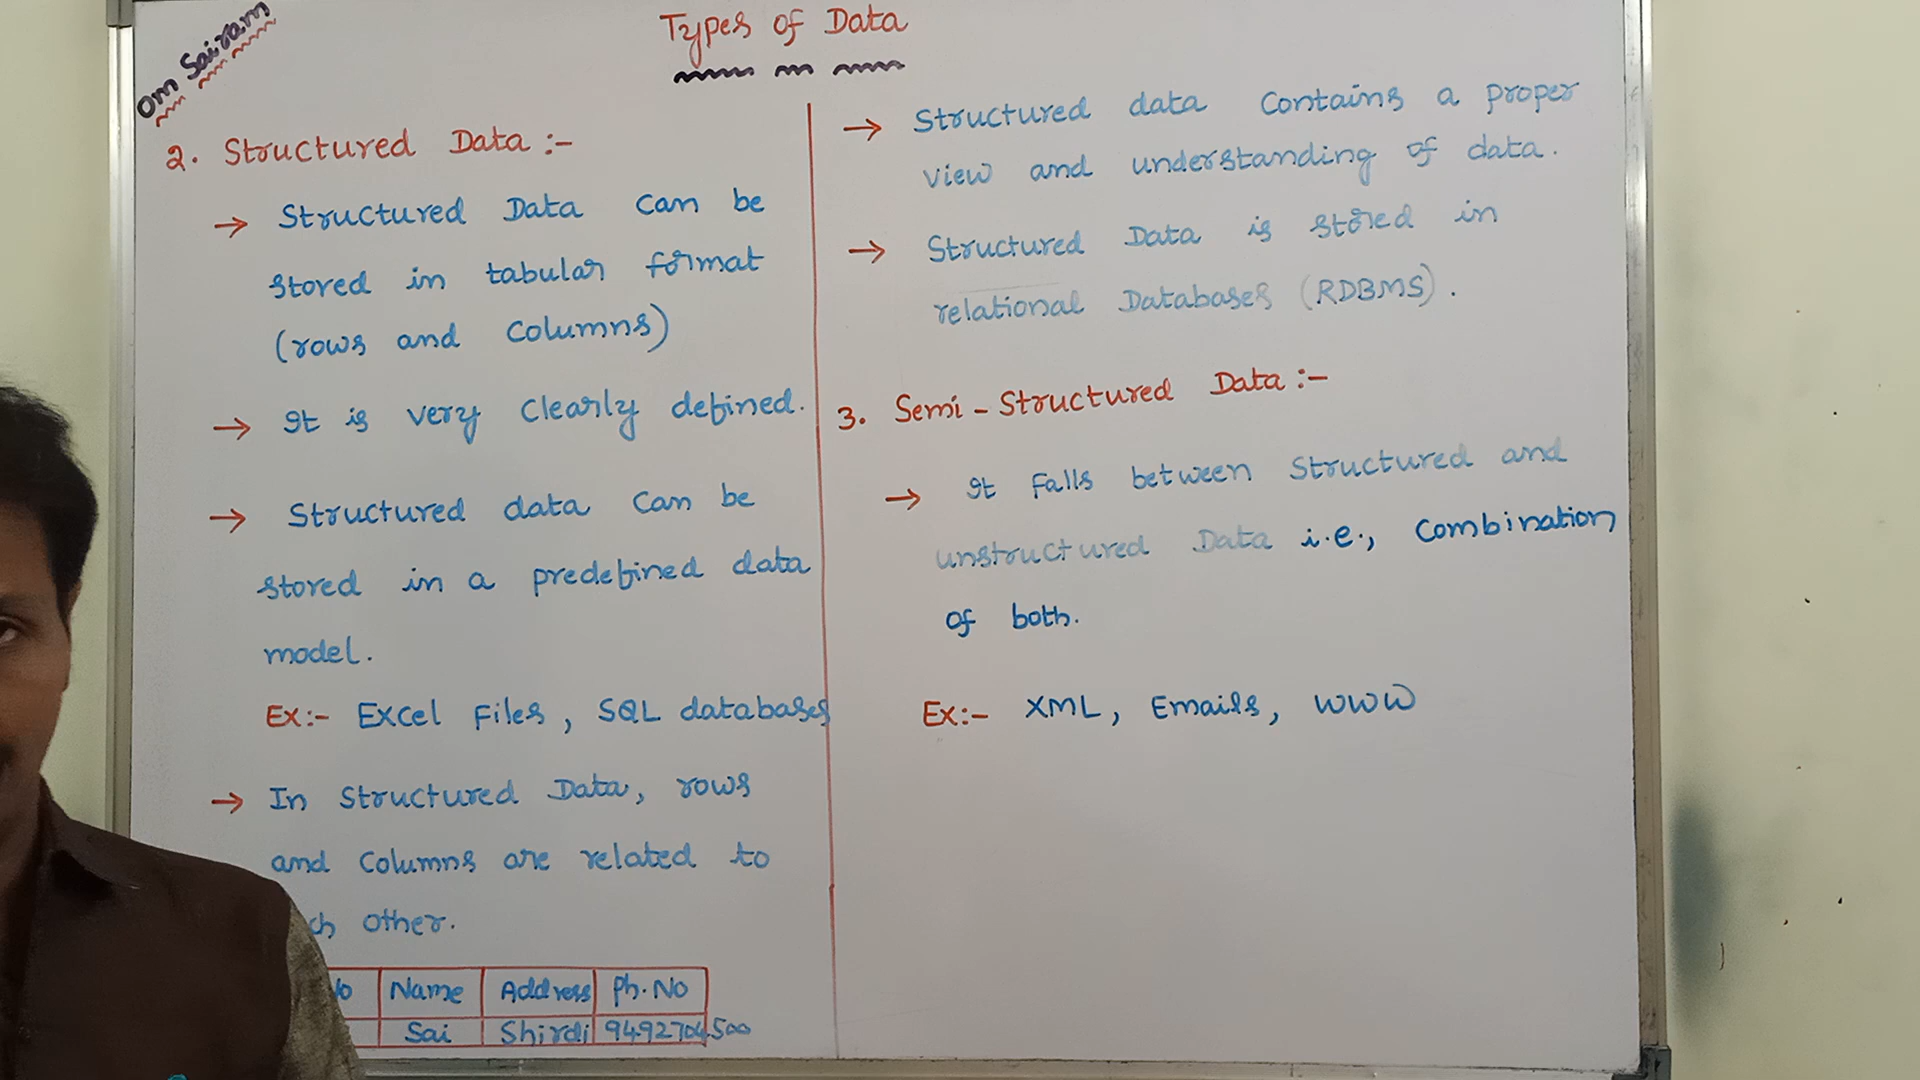 Om Sairam
Types of Data
2. Structured Data :-
→ Structured Data can be
stored in tabular format
(rows and columns)
→ It is very clearly defined.
→ Structured data can be
stored in a predefined data
model.
Ex:- Excel Files, SQL databases
→ In Structured Data, rows
and columns are related to
ch other.
Name Address Ph.No
Sai Shirdi 9492704500
→ Structured data contains a proper
view and understanding of data.
→ Structured Data is stored in
relational Databases (RDBMS).
3. Semi-Structured Data :-
→ It falls between structured and
unstructured Data i.e., combination
of both.
Ex:- XML, Emails, WWW